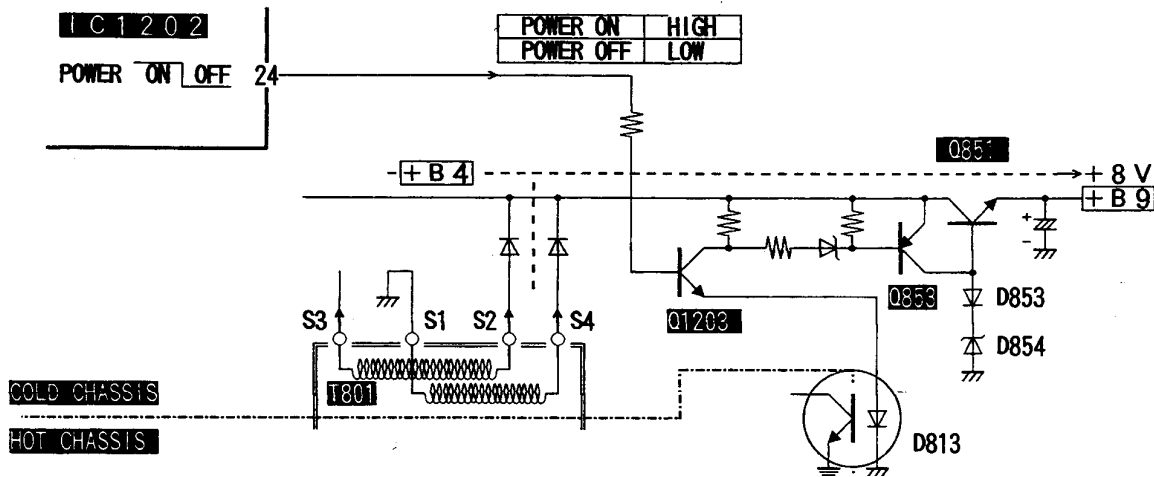 IC1202
POWER ON OFF 24
POWER ON HIGH
POWER OFF LOW
Q851
+B4
+8V
+B9
Q853
D853
Q1203
D854
S3 S1 S2 S4
T801
COLD CHASSIS
HOT CHASSIS
D813
+
-